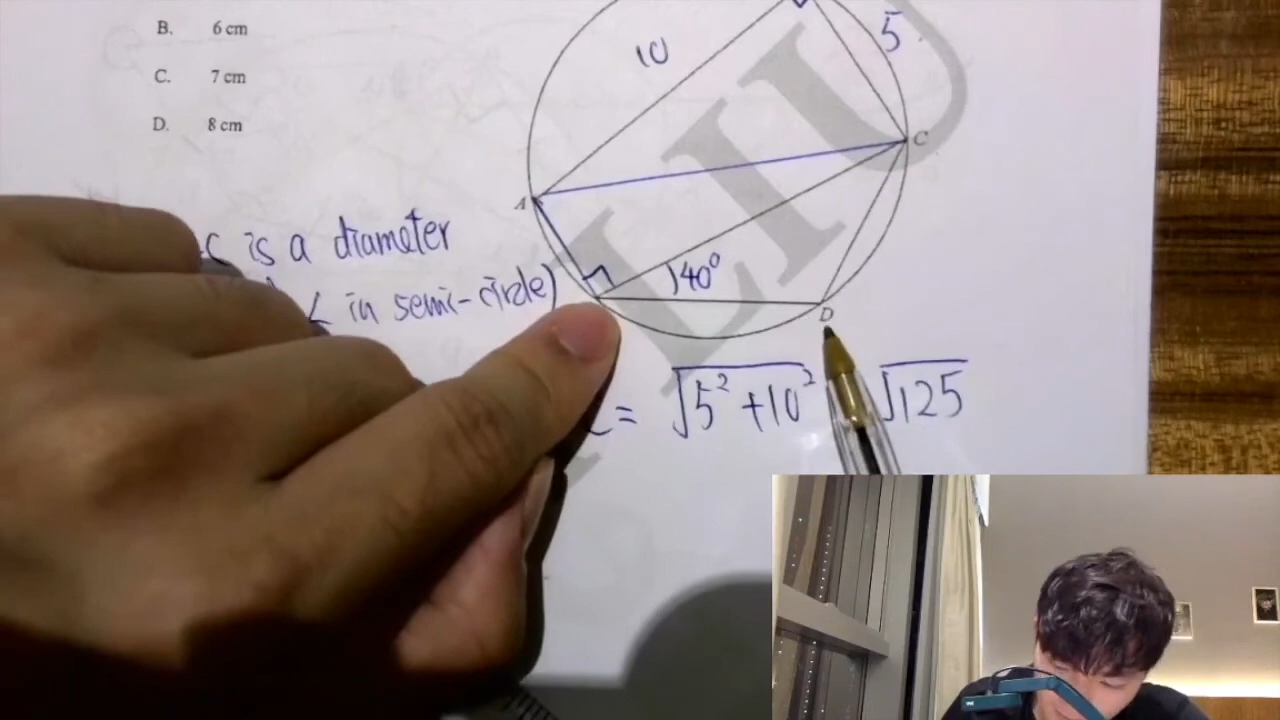 B. 6 cm
C. 7 cm
D. 8 cm
10
5
A
C
D
40°
C is a diameter
∠ in semi-circle)
= √5² + 10² √125